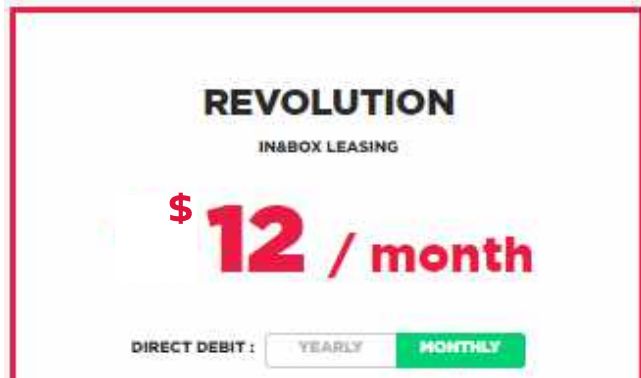 REVOLUTION
IN&BOX LEASING
$ 12 / month
DIRECT DEBIT : YEARLY MONTHLY